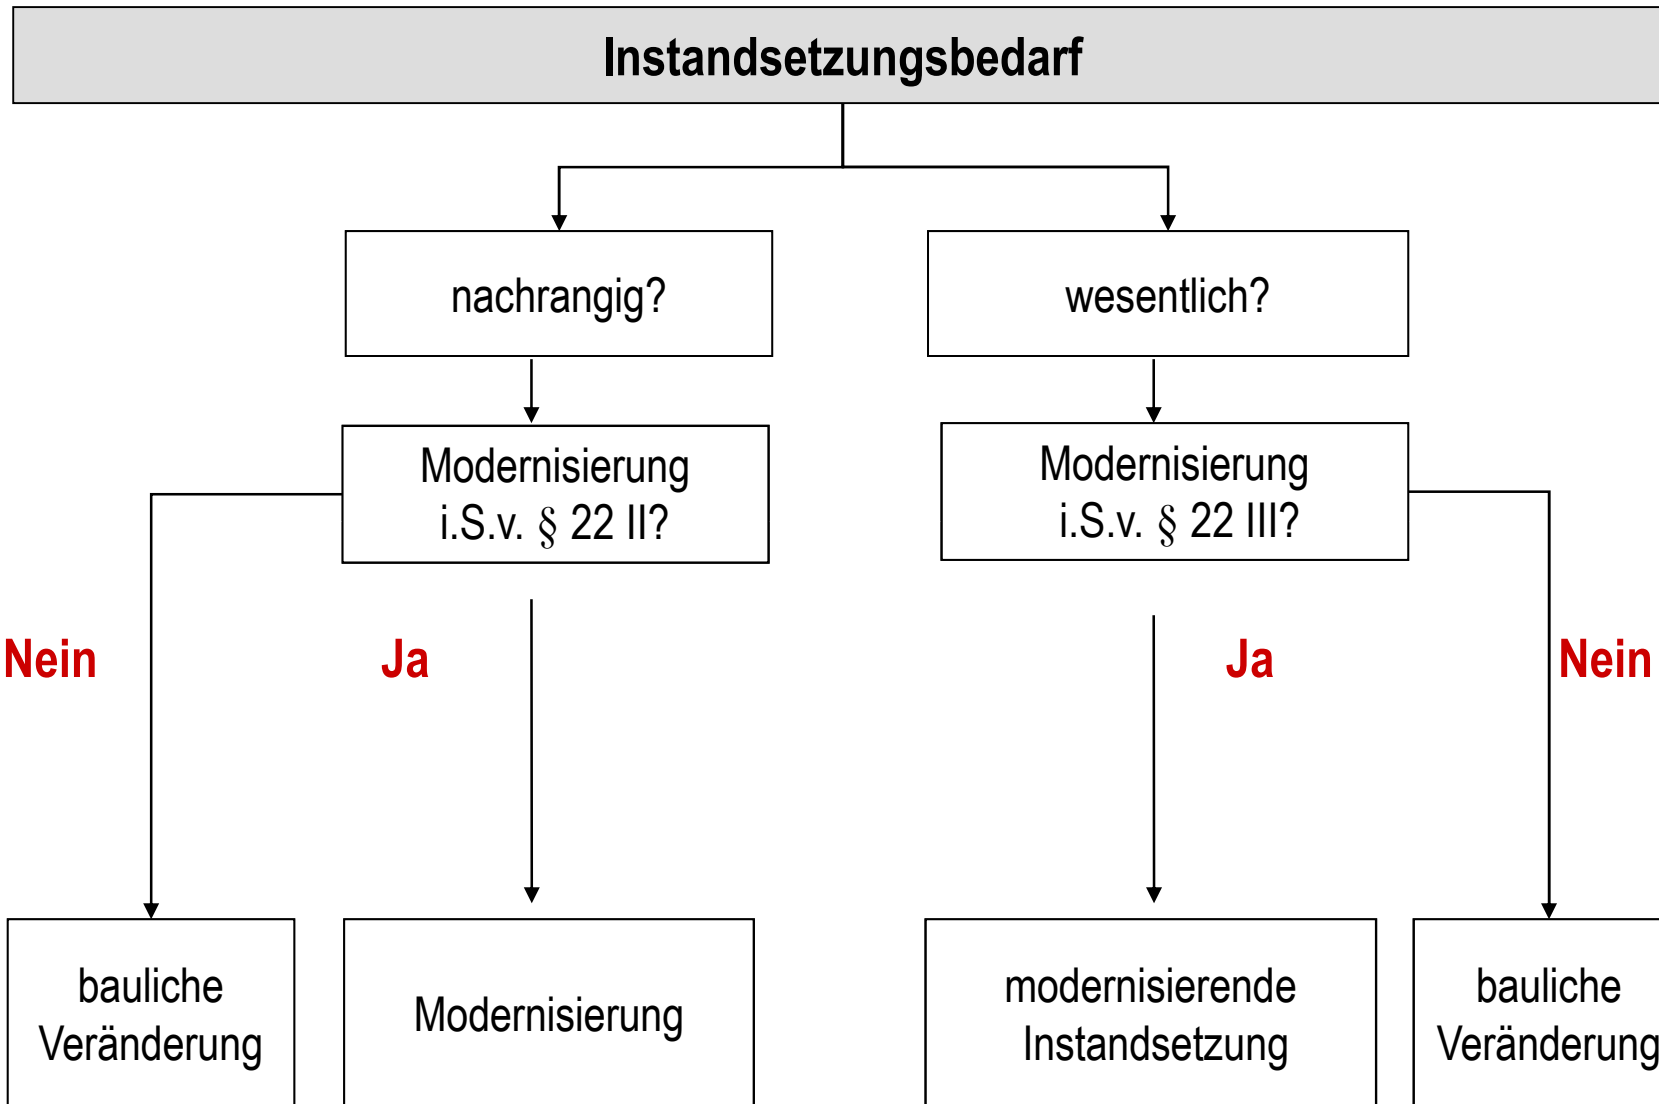 Instandsetzungsbedarf
nachrangig?
wesentlich?
Modernisierung
i.S.v. § 22 II?
Modernisierung
i.S.v. § 22 III?
Nein
Ja
Ja
Nein
bauliche
Veränderung
Modernisierung
modernisierende
Instandsetzung
bauliche
Veränderung